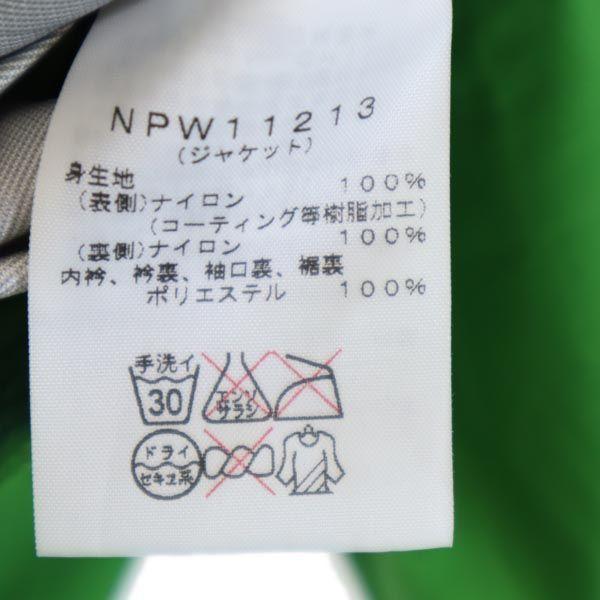 NPW11213
(ジャケット)
身生地
(表側)ナイロン 100%
(コーティング等樹脂加工)
(裏側)ナイロン 100%
内衿、衿裏、袖口裏、裾裏
ポリエステル 100%
手洗イ
30
エンソ
サラシ
ドライ
セキユ系